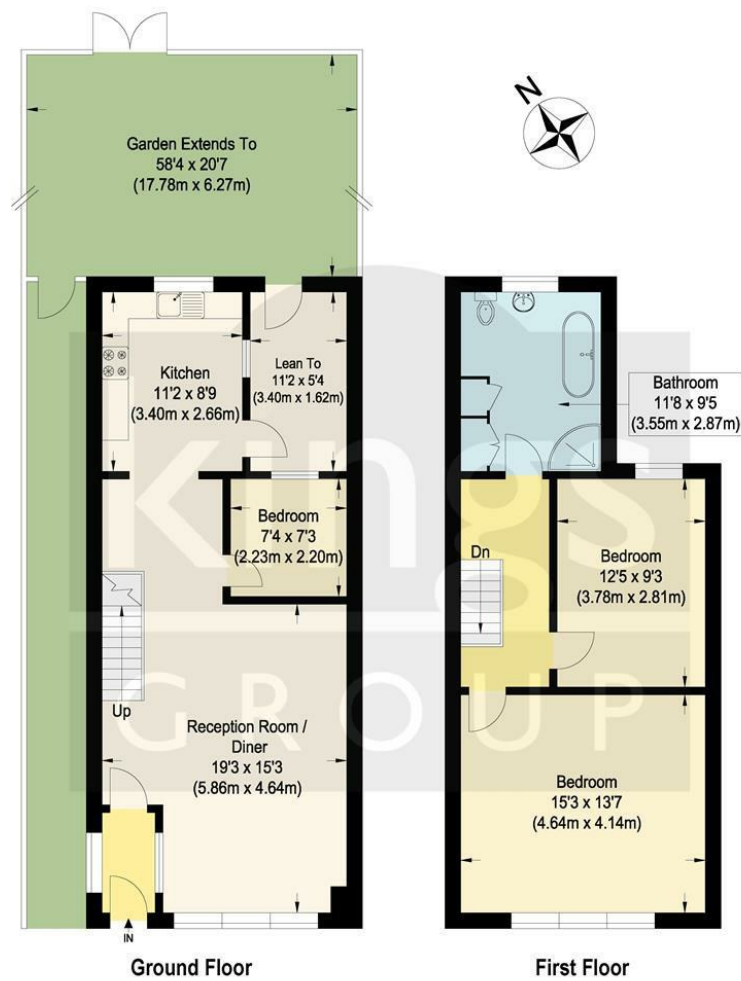 N
Garden Extends To
58'4 x 20'7
(17.78m x 6.27m)
Kitchen
11'2 x 8'9
(3.40m x 2.66m)
Lean To
11'2 x 5'4
(3.40m x 1.62m)
Bedroom
7'4 x 7'3
(2.23m x 2.20m)
Up
Reception Room /
Diner
19'3 x 15'3
(5.86m x 4.64m)
IN
Ground Floor
Bathroom
11'8 x 9'5
(3.55m x 2.87m)
Dn
Bedroom
12'5 x 9'3
(3.78m x 2.81m)
Bedroom
15'3 x 13'7
(4.64m x 4.14m)
First Floor
kings
GROUP